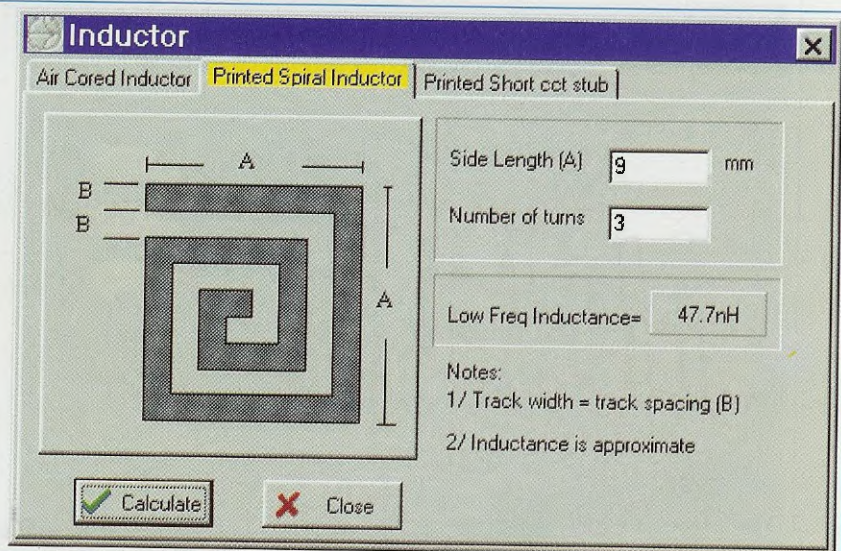 Inductor
Air Cored Inductor
Printed Spiral Inductor
Printed Short cct stub
A
B
B
A
Side Length (A) 9 mm
Number of turns 3
Low Freq Inductance= 47.7nH
Notes:
1/ Track width = track spacing (B)
2/ Inductance is approximate
Calculate
Close